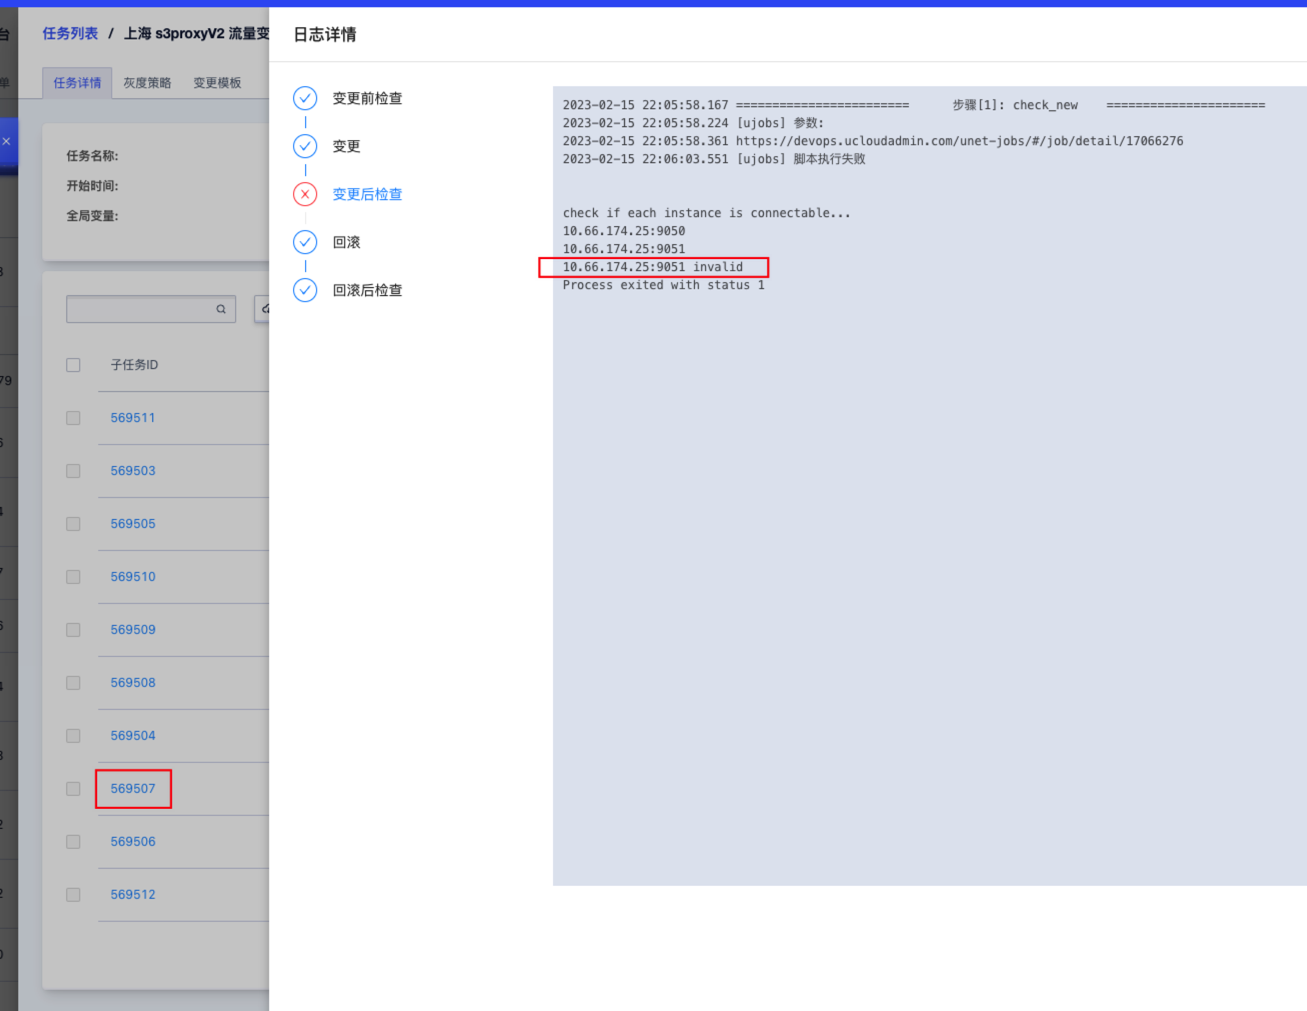 台
任务列表 / 上海 s3proxyV2 流量变
日志详情
单
任务详情 灰度策略 变更模板
变更前检查
变更
变更后检查
回滚
回滚后检查
任务名称:
开始时间:
全局变量:
子任务ID
569511
569503
569505
569510
569509
569508
569504
569507
569506
569512
79
2023-02-15 22:05:58.167 ======================== 步骤[1]: check_new ======================
2023-02-15 22:05:58.224 [ujobs] 参数:
2023-02-15 22:05:58.361 https://devops.ucloudadmin.com/unet-jobs/#/job/detail/17066276
2023-02-15 22:06:03.551 [ujobs] 脚本执行失败
check if each instance is connectable...
10.66.174.25:9050
10.66.174.25:9051
10.66.174.25:9051 invalid
Process exited with status 1